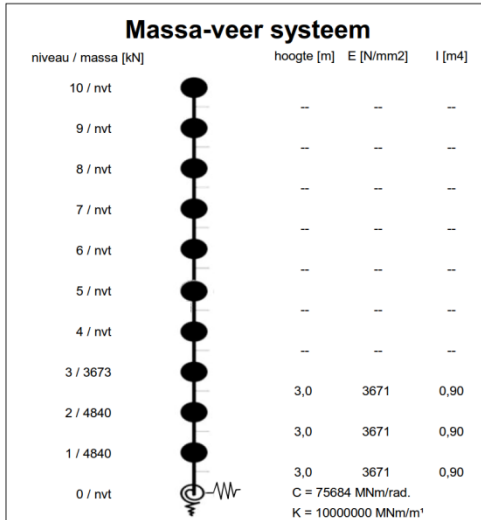 Massa-veer systeem
niveau / massa [kN] hoogte [m] E [N/mm2] I [m4]
10 / nvt
-- -- --
9 / nvt
-- -- --
8 / nvt
-- -- --
7 / nvt
-- -- --
6 / nvt
-- -- --
5 / nvt
-- -- --
4 / nvt
-- -- --
3 / 3673
3,0 3671 0,90
2 / 4840
3,0 3671 0,90
1 / 4840
3,0 3671 0,90
0 / nvt C = 75684 MNm/rad.
K = 10000000 MNm/m¹